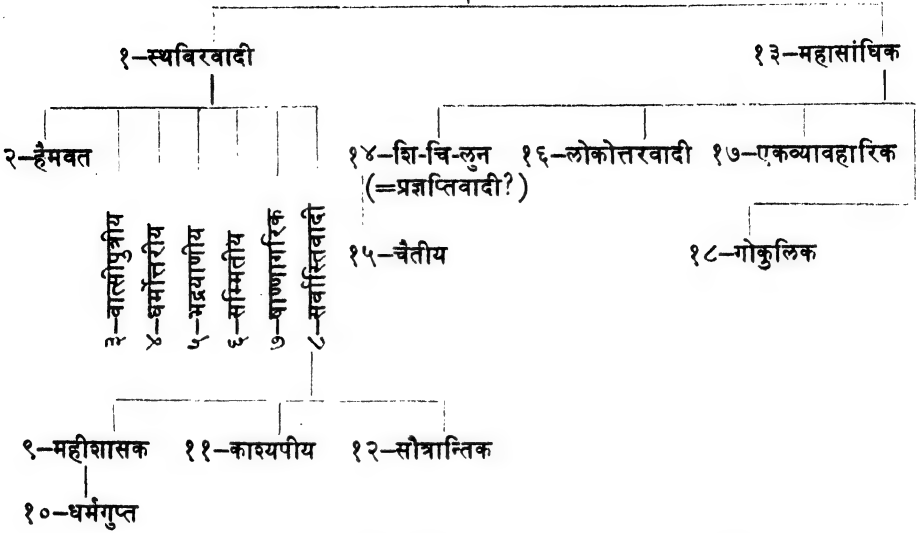 १–स्थविरवादी
१३–महासांघिक
२–हैमवत
१४–शि-चि-लुन
(=प्रज्ञप्तिवादी?)
१६–लोकोत्तरवादी
१७–एकव्यावहारिक
३–वात्सीपुत्रीय
४–धर्मोत्तरीय
५–भद्रयाणीय
६–सम्मितीय
७–षाण्णागरिक
८–सर्वास्तिवादी
१५–चैतीय
१८–गोकुलिक
९–महीशासक
११–काश्यपीय
१२–सौत्रान्तिक
१०–धर्मगुप्त